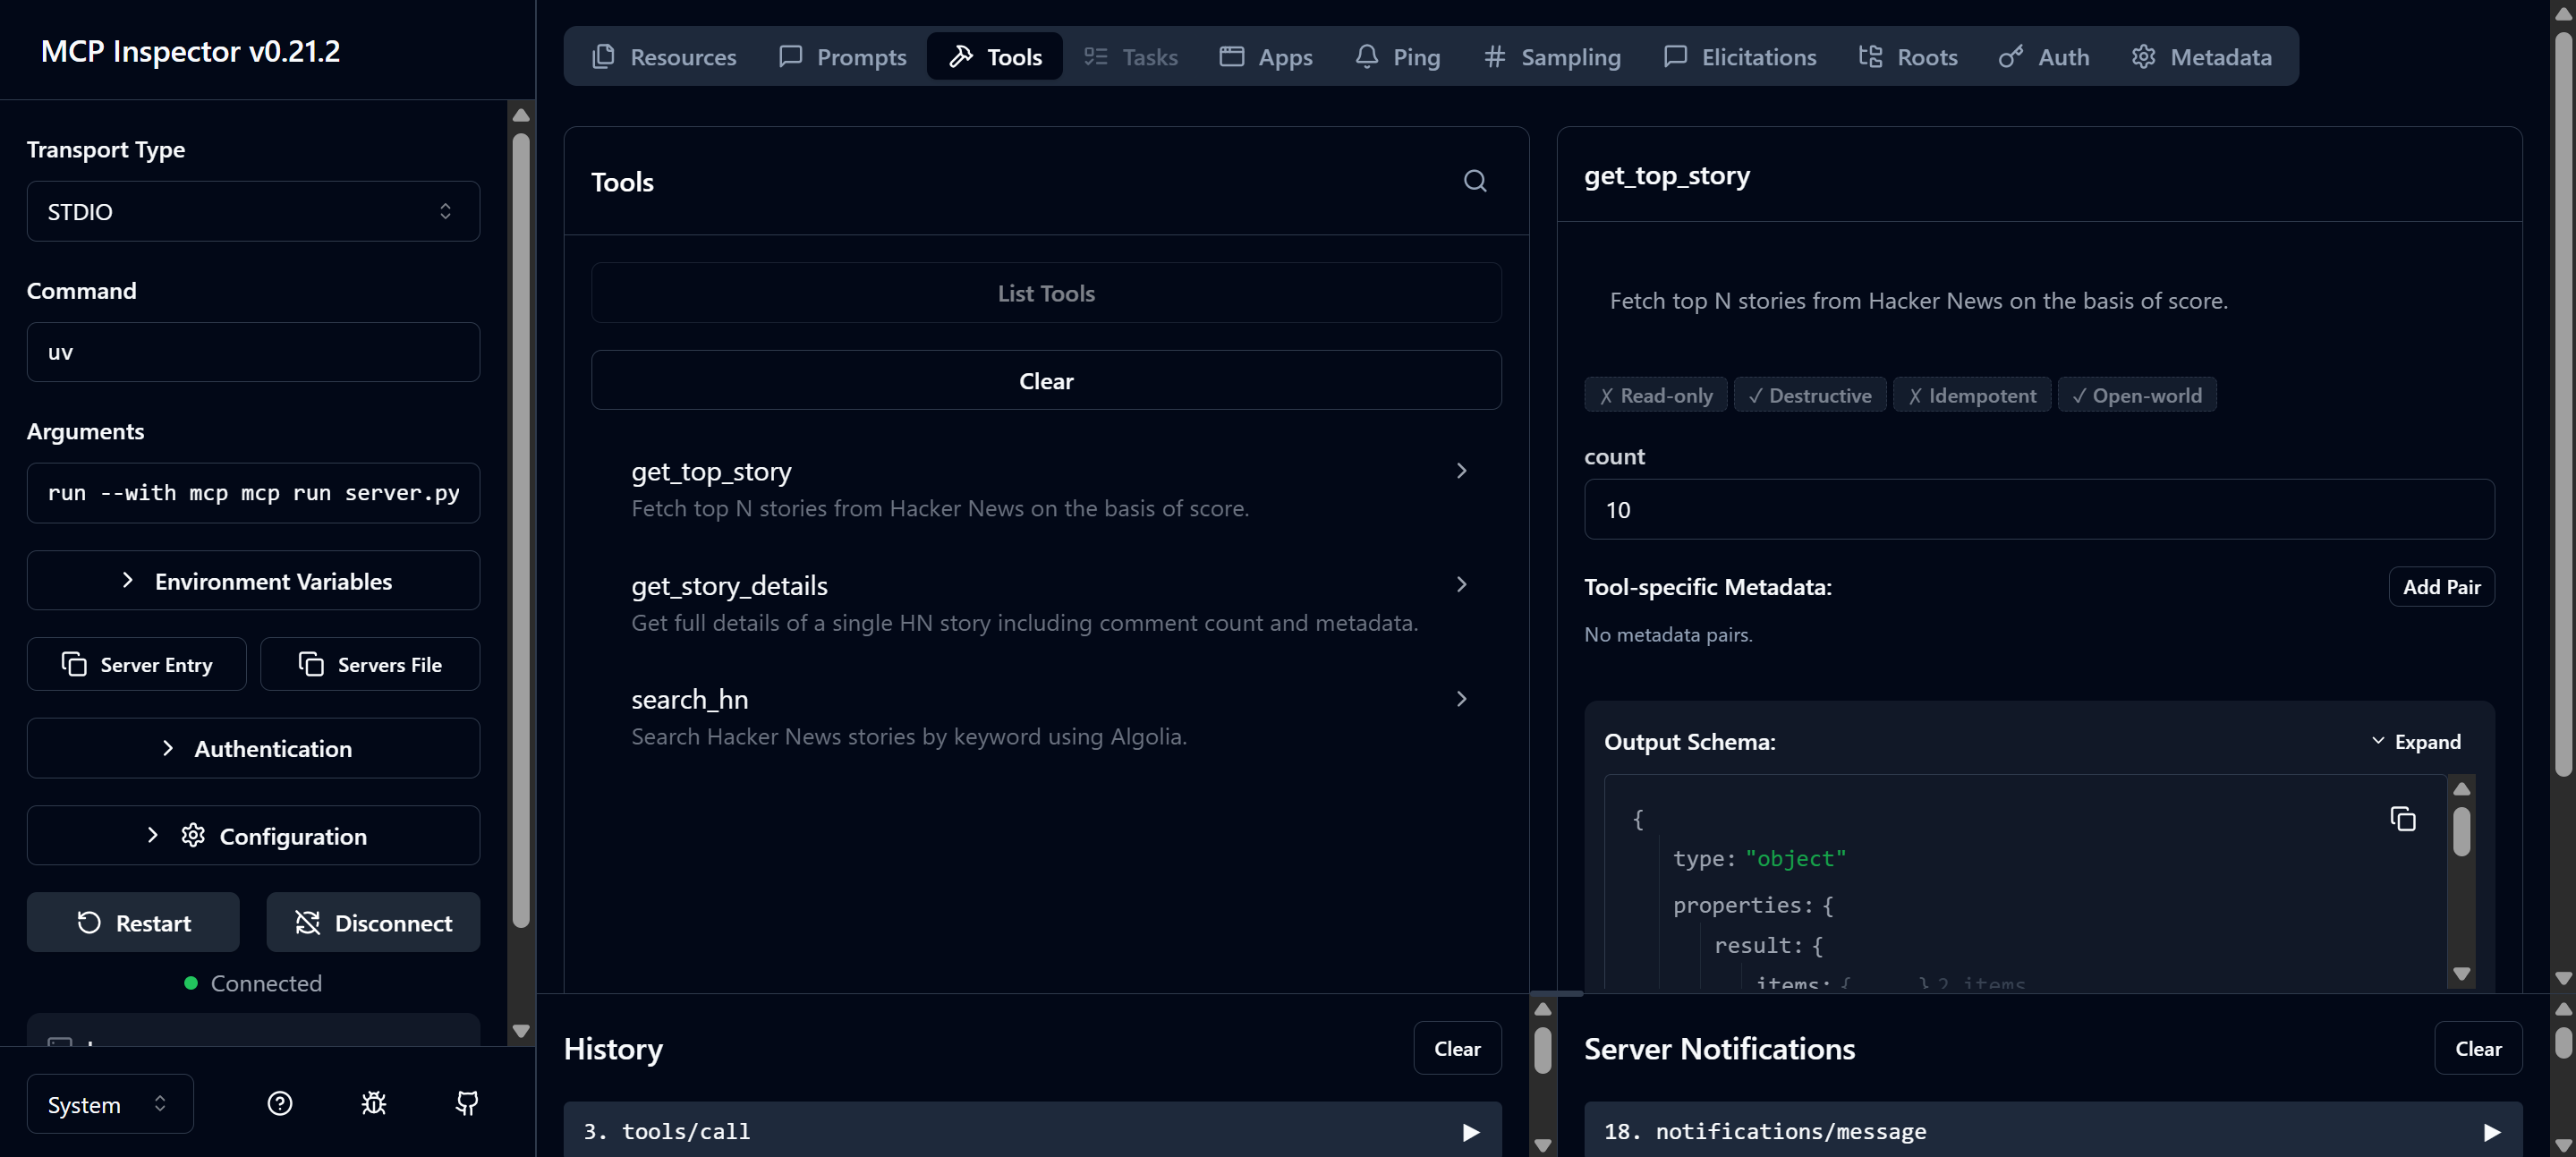 MCP Inspector v0.21.2
Transport Type
STDIO
Command
uv
Arguments
run --with mcp mcp run server.py
Environment Variables
Server Entry
Servers File
Authentication
Configuration
Restart
Disconnect
Connected
System
Resources
Prompts
Tools
Tasks
Apps
Ping
Sampling
Elicitations
Roots
Auth
Metadata
Tools
List Tools
Clear
get_top_story
Fetch top N stories from Hacker News on the basis of score.
get_story_details
Get full details of a single HN story including comment count and metadata.
search_hn
Search Hacker News stories by keyword using Algolia.
get_top_story
Fetch top N stories from Hacker News on the basis of score.
✗ Read-only
✓ Destructive
✗ Idempotent
✓ Open-world
count
10
Tool-specific Metadata:
Add Pair
No metadata pairs.
Output Schema:
Expand
{
type: "object"
properties: {
result: {
items: { } 2 items
History
Clear
3. tools/call
Server Notifications
Clear
18. notifications/message